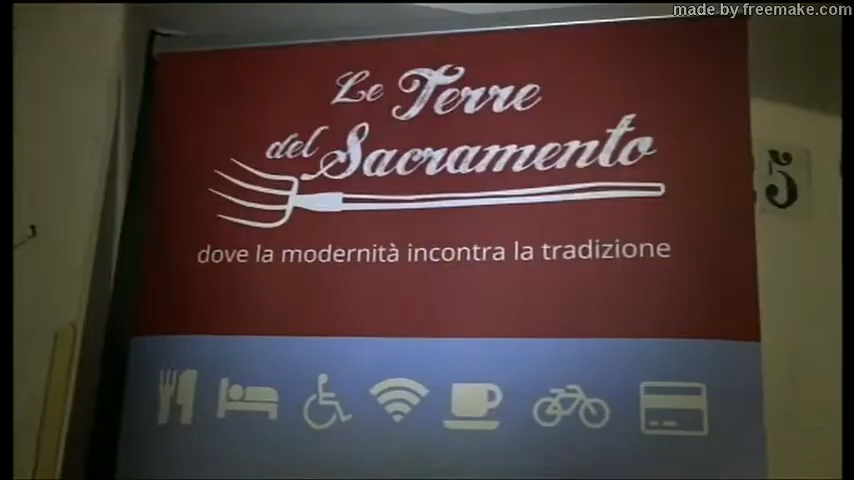 made by freemake.com
Le Terre
del Sacramento
dove la modernità incontra la tradizione
5